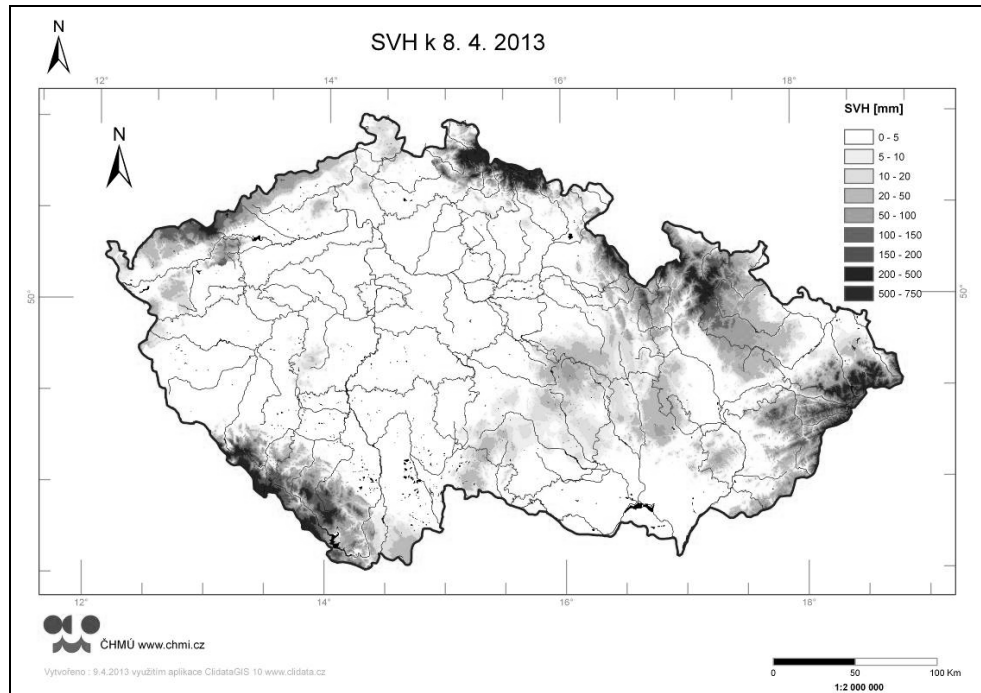 N
SVH k 8. 4. 2013
12°
14°
16°
18°
N
SVH [mm]
0 - 5
5 - 10
10 - 20
20 - 50
50 - 100
100 - 150
150 - 200
200 - 500
500 - 750
50°
50°
12°
14°
16°
18°
ČHMÚ www.chmi.cz
Vytvořeno : 9.4.2013 využitím aplikace ClidataGIS 10 www.clidata.cz
0 50 100 Km
1:2 000 000